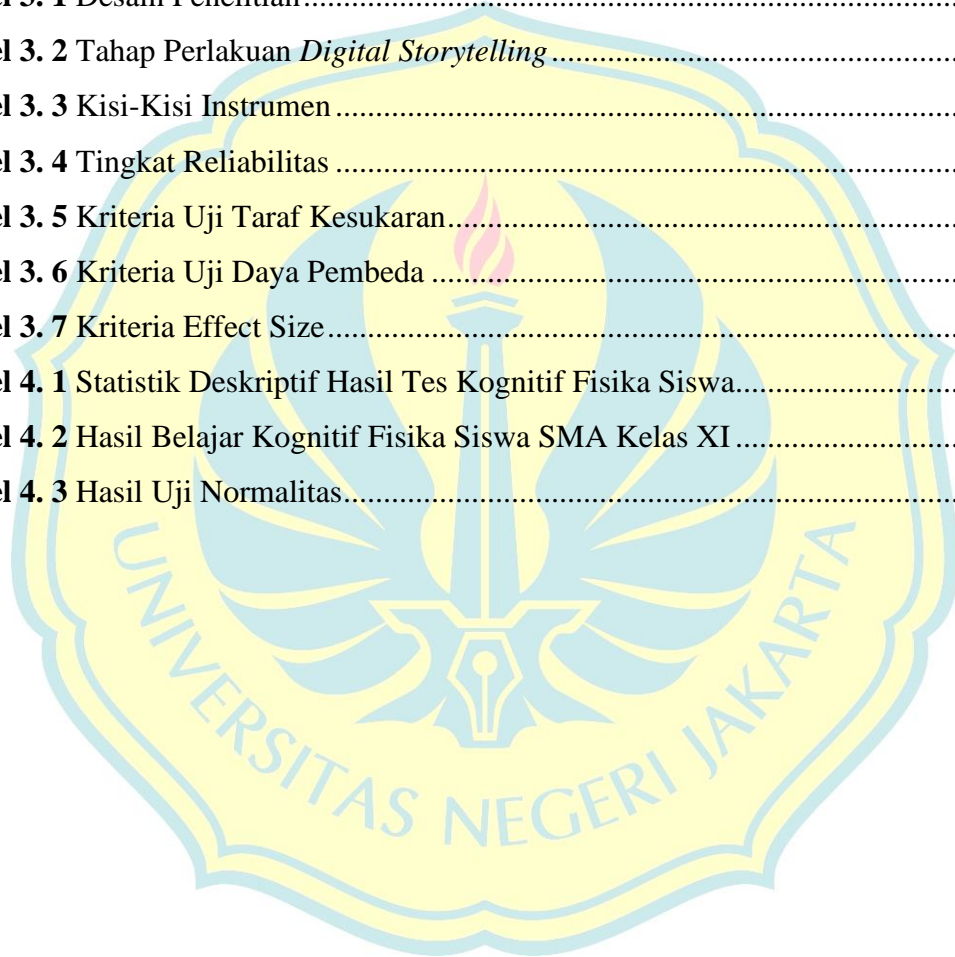 el 3. 1 Desain Penelitian....................................................................................
el 3. 2 Tahap Perlakuan Digital Storytelling....................................................
el 3. 3 Kisi-Kisi Instrumen................................................................................
el 3. 4 Tingkat Reliabilitas................................................................................
el 3. 5 Kriteria Uji Taraf Kesukaran.................................................................
el 3. 6 Kriteria Uji Daya Pembeda...................................................................
el 3. 7 Kriteria Effect Size................................................................................
el 4. 1 Statistik Deskriptif Hasil Tes Kognitif Fisika Siswa.............................
el 4. 2 Hasil Belajar Kognitif Fisika Siswa SMA Kelas XI.............................
el 4. 3 Hasil Uji Normalitas..............................................................................
UNIVERSITAS NEGERI JAKARTA